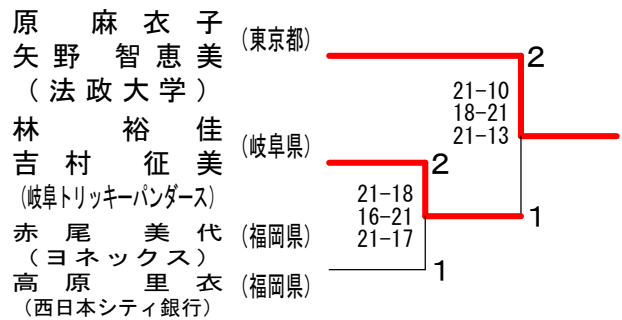 原 麻衣子
矢野 智恵美
(法政大学)
(東京都)
林 裕佳
吉村 征美
(岐阜トリッキーパンダース)
(岐阜県)
赤尾 美代
(ヨネックス)
(福岡県)
高原 里衣
(西日本シティ銀行)
(福岡県)
2
21-18
16-21
21-17
1
2
21-10
18-21
21-13
1